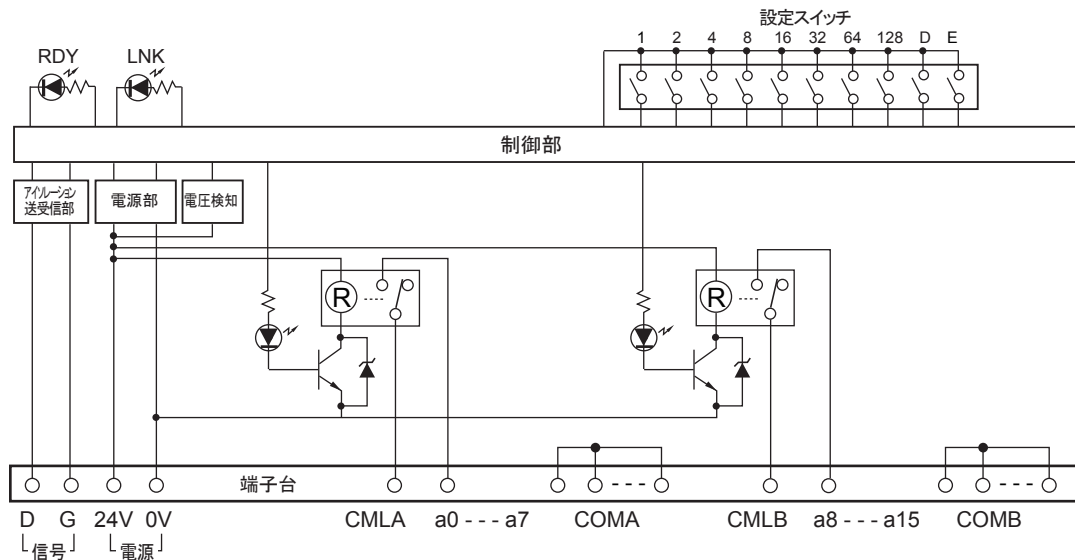 設定スイッチ
1 2 4 8 16 32 64 128 D E
RDY LNK
制御部
アイソレーション
送受信部
電源部
電圧検知
R
R
端子台
D G 24V 0V CMLA a0 - - - a7 COMA CMLB a8 - - - a15 COMB
信号 電源